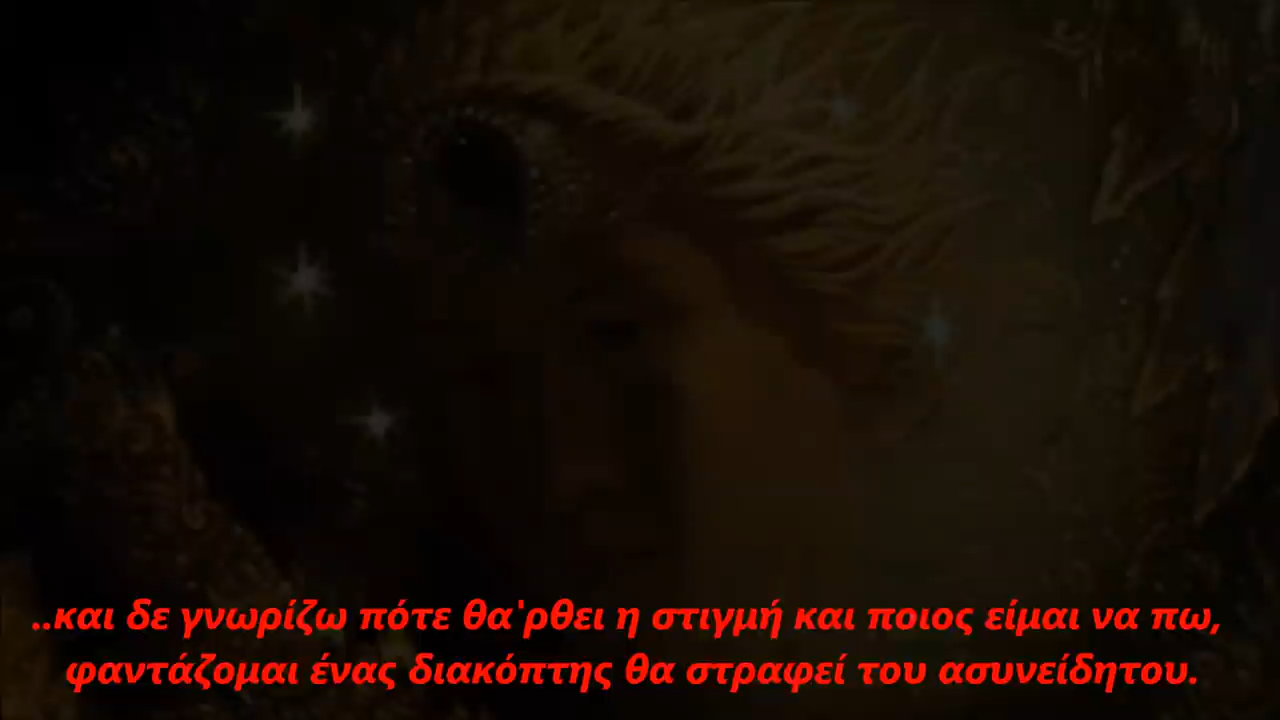 ..και δε γνωρίζω πότε θα'ρθει η στιγμή και ποιος είμαι να πω,
φαντάζομαι ένας διακόπτης θα στραφεί του ασυνείδητου.